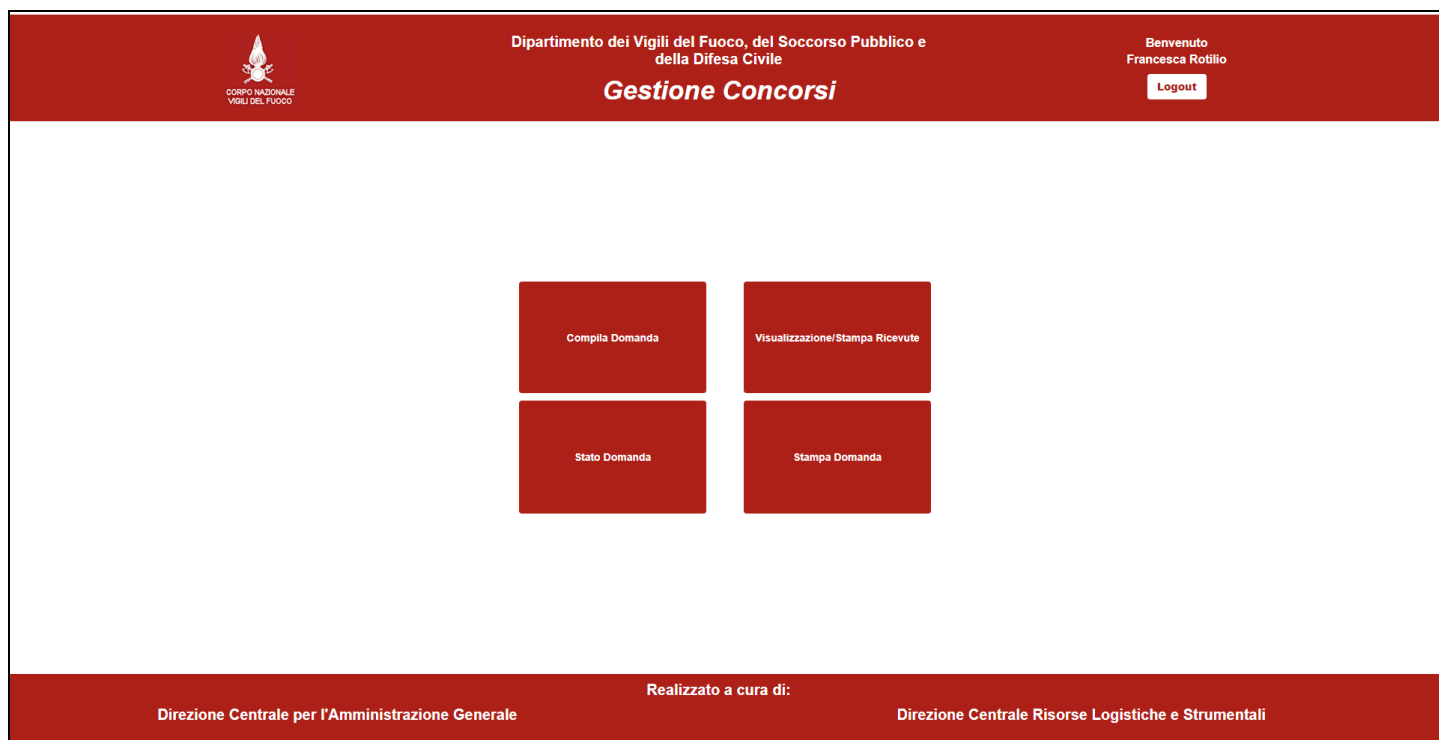 CORPO NAZIONALE
VIGILI DEL FUOCO
Dipartimento dei Vigili del Fuoco, del Soccorso Pubblico e
della Difesa Civile
Gestione Concorsi
Benvenuto
Francesca Rotilio
Logout
Compila Domanda
Visualizzazione/Stampa Ricevute
Stato Domanda
Stampa Domanda
Realizzato a cura di:
Direzione Centrale per l'Amministrazione Generale
Direzione Centrale Risorse Logistiche e Strumentali